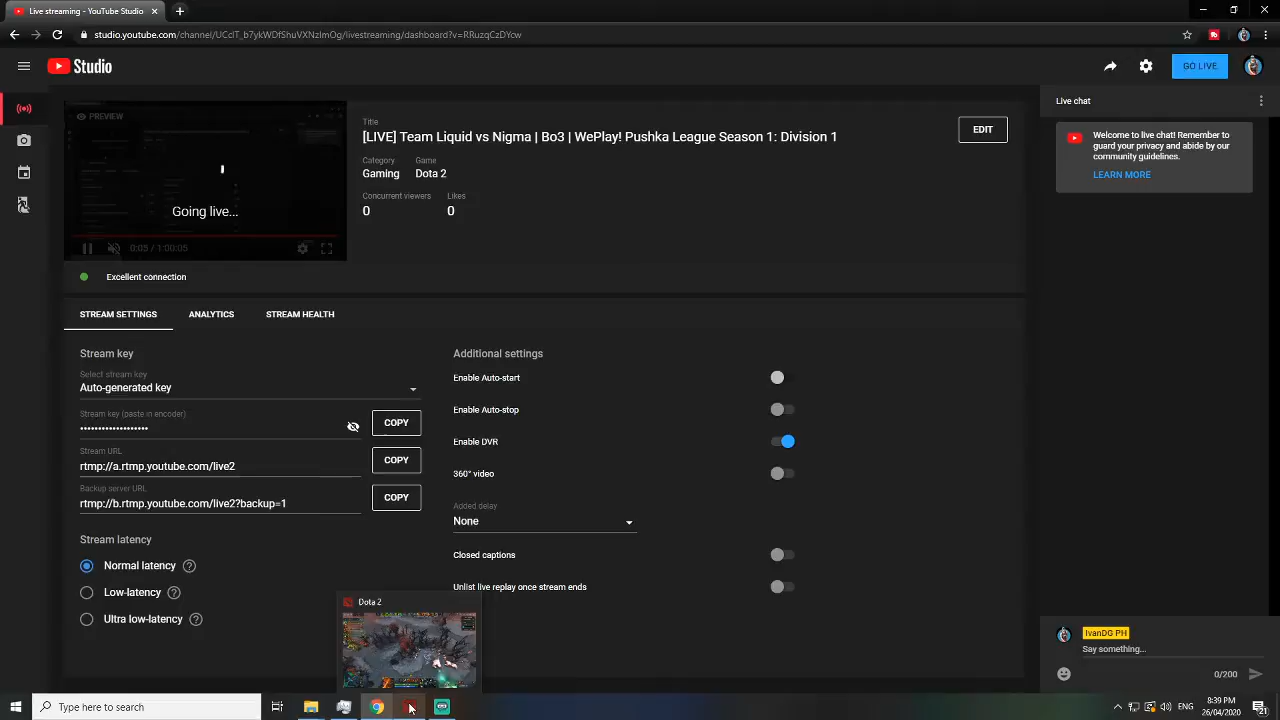 Live streaming - YouTube Studio
studio.youtube.com/channel/UCclT_b7ykWDfShuVXNzImOg/livestreaming/dashboard?v=RRuzqCzDYow
Studio
GO LIVE
PREVIEW
Going live...
0:05 / 1:00:05
Excellent connection
Title
[LIVE] Team Liquid vs Nigma | Bo3 | WePlay! Pushka League Season 1: Division 1
EDIT
Category
Game
Gaming
Dota 2
Concurrent viewers
Likes
0
0
Live chat
Welcome to live chat! Remember to
guard your privacy and abide by our
community guidelines.
LEARN MORE
STREAM SETTINGS
ANALYTICS
STREAM HEALTH
Stream key
Select stream key
Auto-generated key
Stream key (paste in encoder)
••••••••••••••••••••
COPY
Stream URL
rtmp://a.rtmp.youtube.com/live2
COPY
Backup server URL
rtmp://b.rtmp.youtube.com/live2?backup=1
COPY
Stream latency
Normal latency
Low-latency
Ultra low-latency
Additional settings
Enable Auto-start
Enable Auto-stop
Enable DVR
360° video
Added delay
None
Closed captions
Unlist live replay once stream ends
Dota 2
IvanDG PH
Say something...
0/200
Type here to search
ENG
8:39 PM
26/04/2020